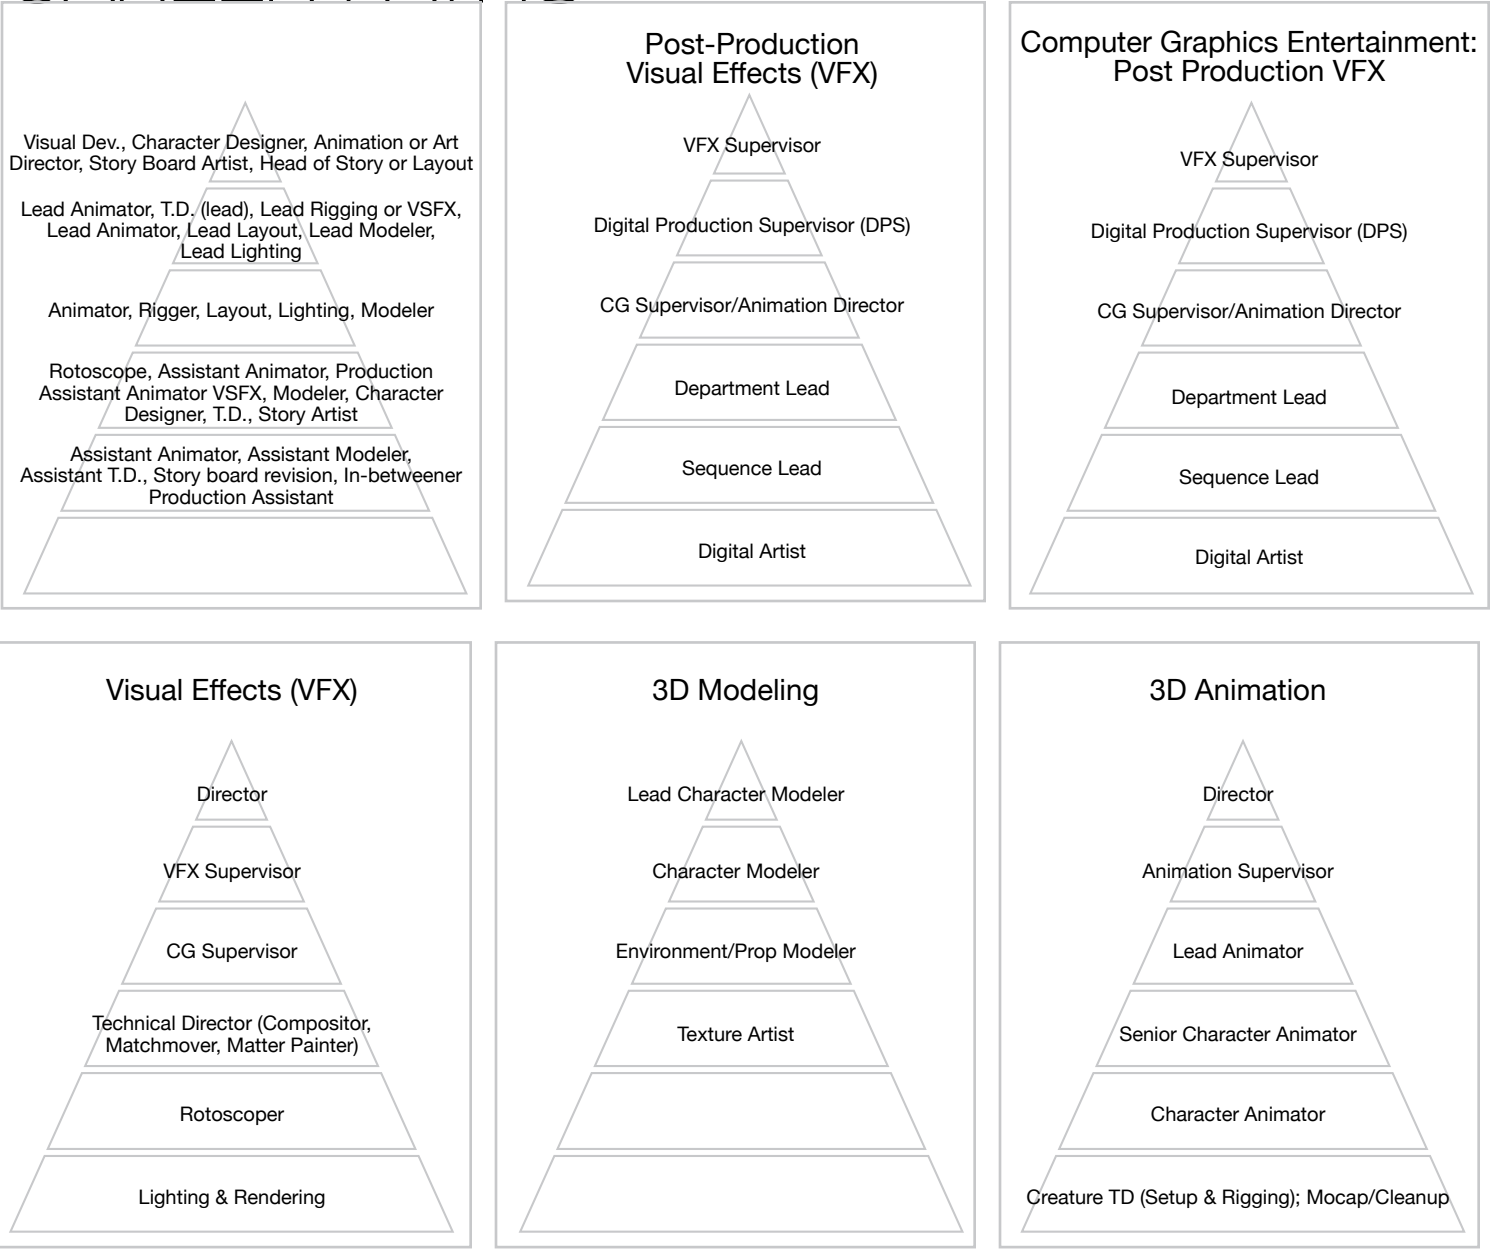 Visual Dev., Character Designer, Animation or Art
Director, Story Board Artist, Head of Story or Layout
Lead Animator, T.D. (lead), Lead Rigging or VSFX,
Lead Animator, Lead Layout, Lead Modeler,
Lead Lighting
Animator, Rigger, Layout, Lighting, Modeler
Rotoscope, Assistant Animator, Production
Assistant Animator VSFX, Modeler, Character
Designer, T.D., Story Artist
Assistant Animator, Assistant Modeler,
Assistant T.D., Story board revision, In-betweener
Production Assistant
Post-Production
Visual Effects (VFX)
VFX Supervisor
Digital Production Supervisor (DPS)
CG Supervisor/Animation Director
Department Lead
Sequence Lead
Digital Artist
Computer Graphics Entertainment:
Post Production VFX
VFX Supervisor
Digital Production Supervisor (DPS)
CG Supervisor/Animation Director
Department Lead
Sequence Lead
Digital Artist
Visual Effects (VFX)
Director
VFX Supervisor
CG Supervisor
Technical Director (Compositor,
Matchmover, Matter Painter)
Rotoscoper
Lighting & Rendering
3D Modeling
Lead Character Modeler
Character Modeler
Environment/Prop Modeler
Texture Artist
3D Animation
Director
Animation Supervisor
Lead Animator
Senior Character Animator
Character Animator
Creature TD (Setup & Rigging); Mocap/Cleanup